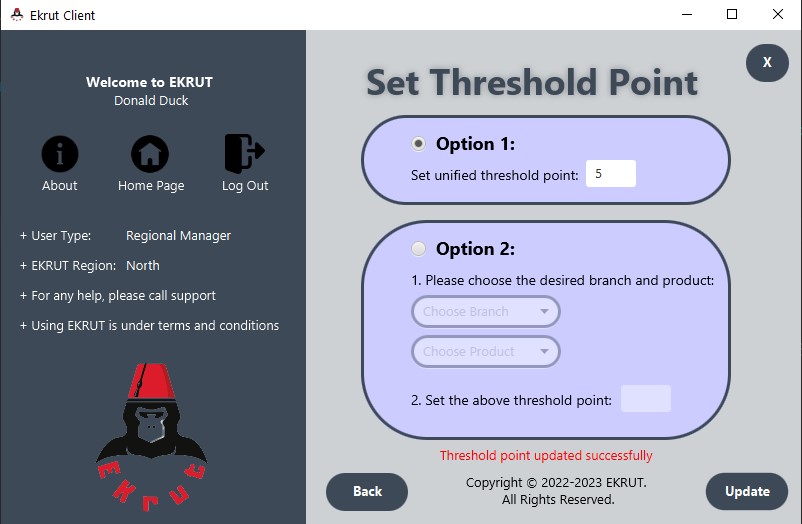 Ekrut Client
Welcome to EKRUT
Donald Duck
About
Home Page
Log Out
+ User Type: Regional Manager
+ EKRUT Region: North
+ For any help, please call support
+ Using EKRUT is under terms and conditions
EKrUT
X
Set Threshold Point
Option 1:
Set unified threshold point: 5
Option 2:
1. Please choose the desired branch and product:
Choose Branch
Choose Product
2. Set the above threshold point:
Threshold point updated successfully
Back
Copyright © 2022-2023 EKRUT.
All Rights Reserved.
Update